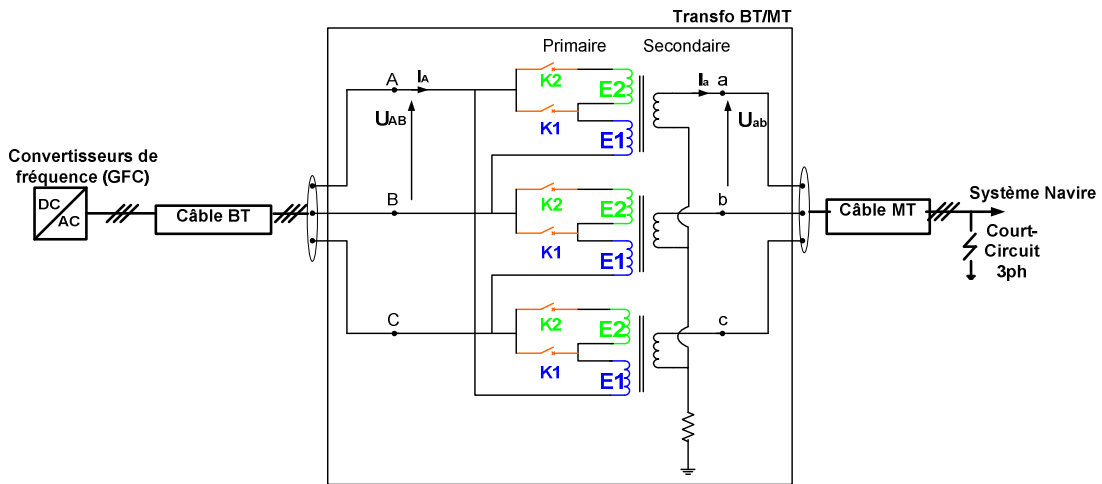 Transfo BT/MT
Primaire
Secondaire
A
IA
K2
E2
K1
E1
UAB
Ia
a
Uab
Convertisseurs de
fréquence (GFC)
DC
AC
Câble BT
B
K2
E2
K1
E1
b
Câble MT
Système Navire
Court-
Circuit
3ph
C
K2
E2
K1
E1
c